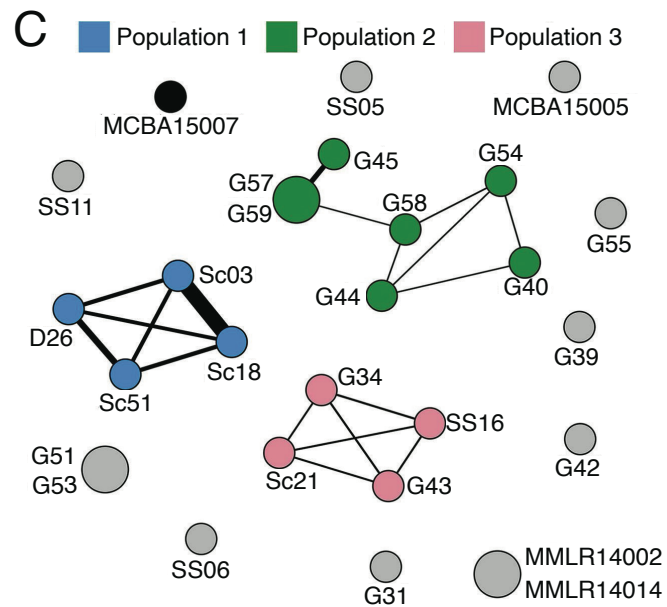 C
Population 1
Population 2
Population 3
SS05
MCBA15005
MCBA15007
G45
G54
G57
G59
SS11
G58
G55
Sc03
G44
G40
D26
Sc18
G39
Sc51
G34
SS16
G51
G53
Sc21
G43
G42
SS06
G31
MMLR14002
MMLR14014